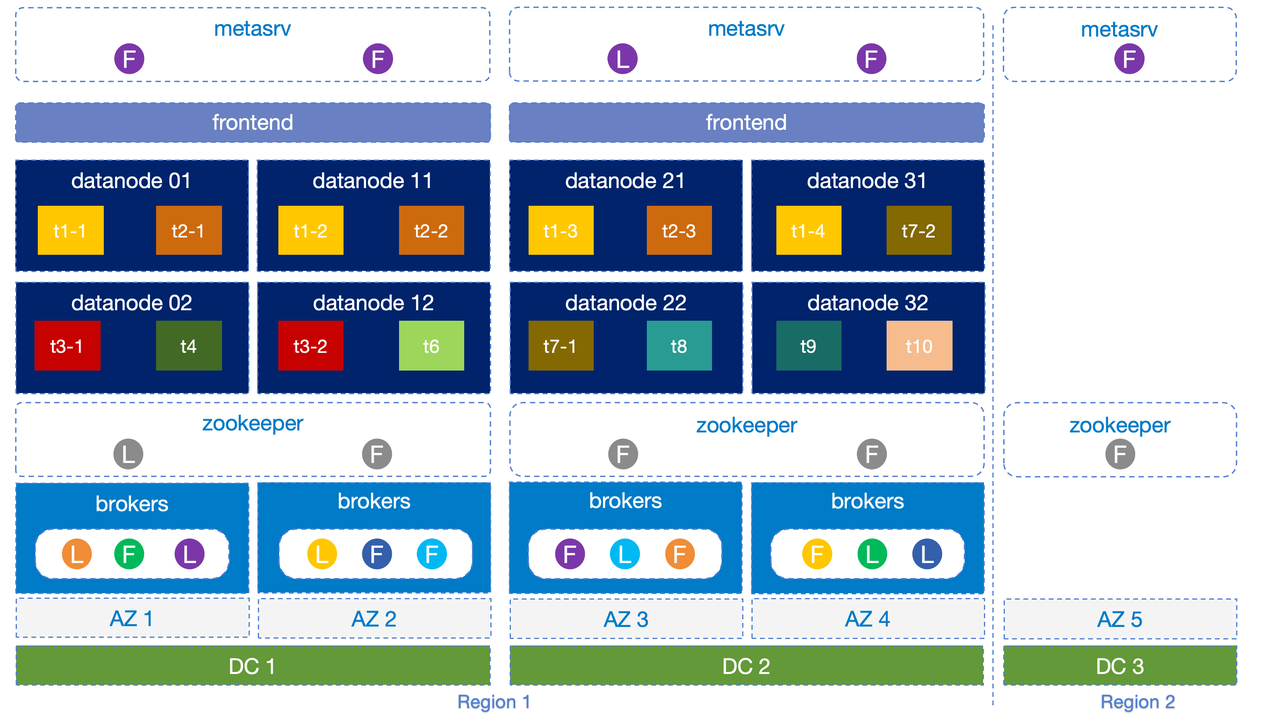 metasrv
F F
metasrv
L F
metasrv
F
frontend
frontend
datanode 01
t1-1 t2-1
datanode 11
t1-2 t2-2
datanode 21
t1-3 t2-3
datanode 31
t1-4 t7-2
datanode 02
t3-1 t4
datanode 12
t3-2 t6
datanode 22
t7-1 t8
datanode 32
t9 t10
zookeeper
L F
zookeeper
F F
zookeeper
F
brokers
L F L
brokers
L F F
brokers
F L F
brokers
F L L
AZ 1
AZ 2
AZ 3
AZ 4
AZ 5
DC 1
DC 2
DC 3
Region 1
Region 2